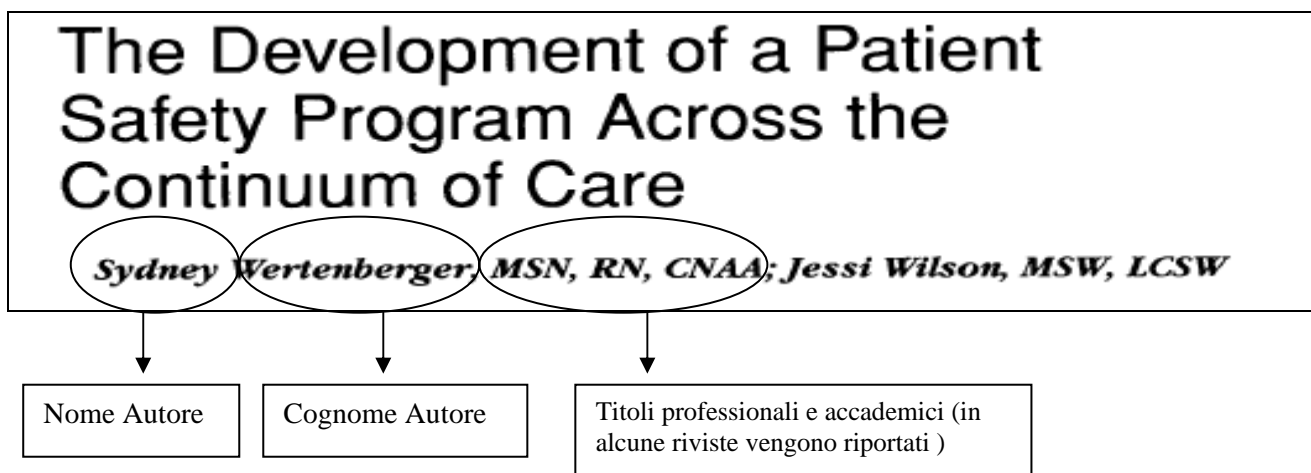 The Development of a Patient
Safety Program Across the
Continuum of Care
Sydney Wertenberger, MSN, RN, CNAA; Jessi Wilson, MSW, LCSW
Nome Autore
Cognome Autore
Titoli professionali e accademici (in
alcune riviste vengono riportati )